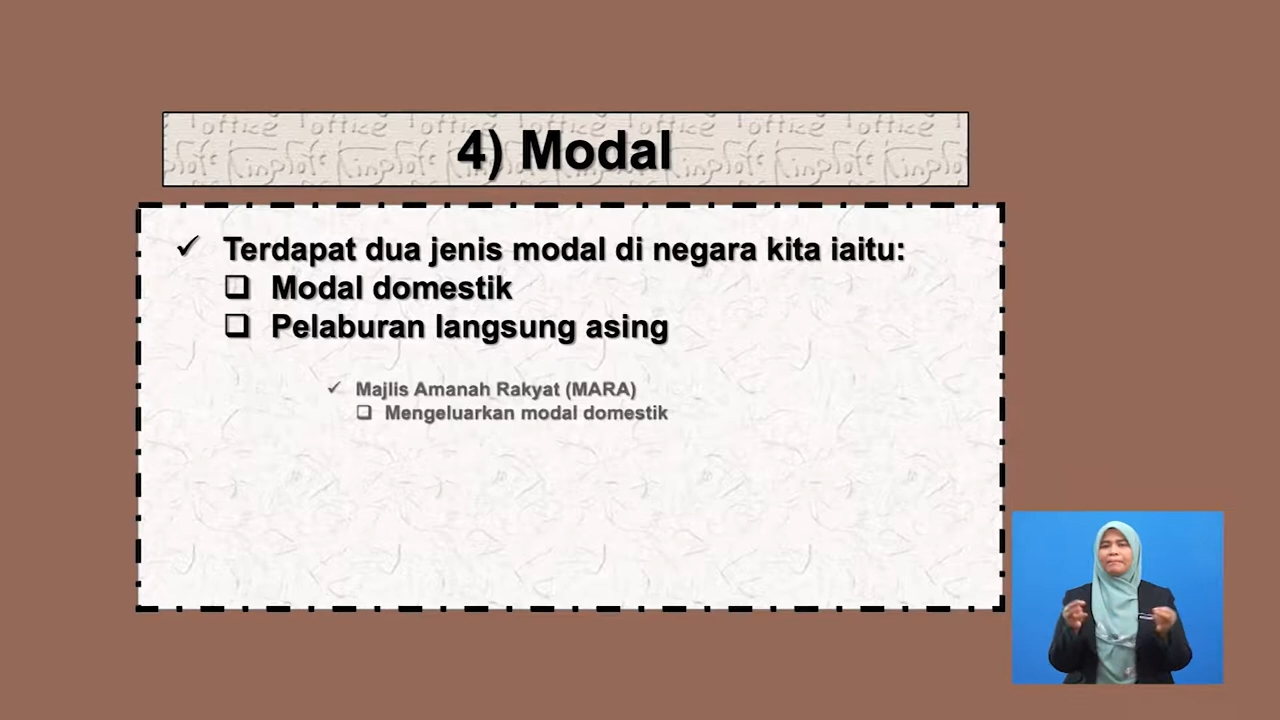 4) Modal
✓ Terdapat dua jenis modal di negara kita iaitu:
❑ Modal domestik
❑ Pelaburan langsung asing
✓ Majlis Amanah Rakyat (MARA)
❑ Mengeluarkan modal domestik